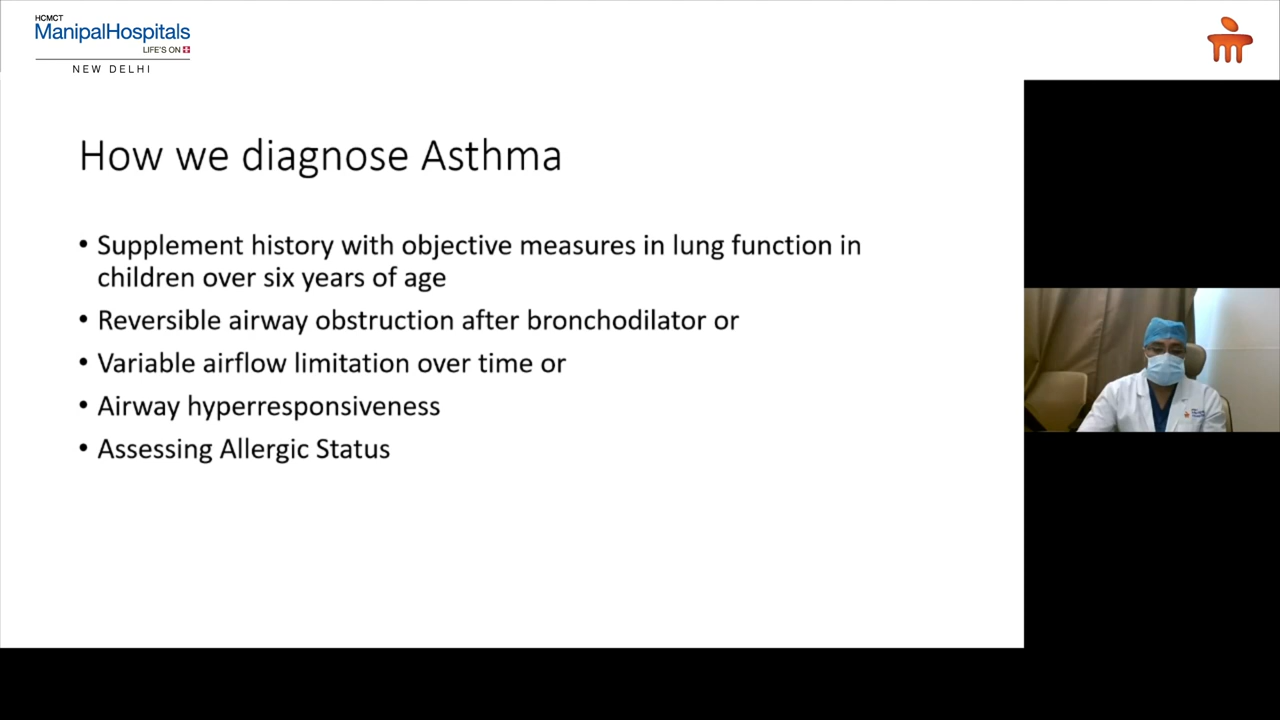 HCMCT
ManipalHospitals
LIFE'S ON
NEW DELHI
How we diagnose Asthma
• Supplement history with objective measures in lung function in
children over six years of age
• Reversible airway obstruction after bronchodilator or
• Variable airflow limitation over time or
• Airway hyperresponsiveness
• Assessing Allergic Status